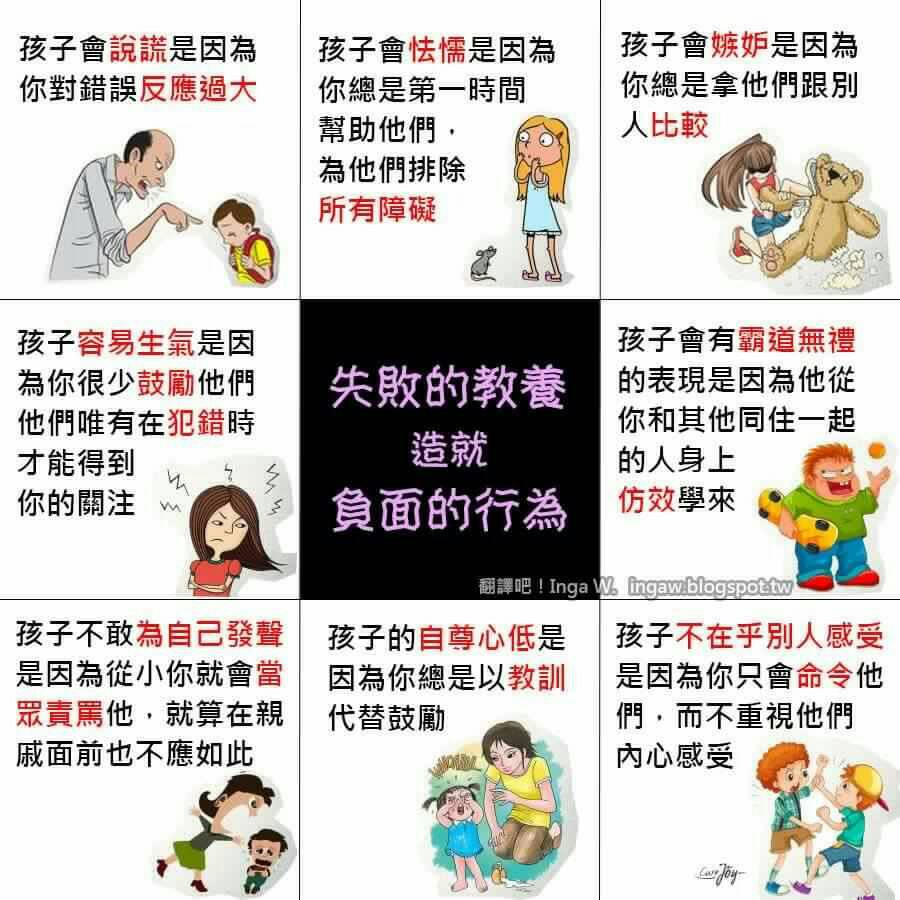 孩子會說謊是因為
你對錯誤反應過大
孩子會怯懦是因為
你總是第一時間
幫助他們，
為他們排除
所有障礙
孩子會嫉妒是因為
你總是拿他們跟別
人比較
孩子容易生氣是因
為你很少鼓勵他們
他們唯有在犯錯時
才能得到
你的關注
失敗的教養
造就
負面的行為
翻譯吧！Inga W. ingaw.blogspot.tw
孩子會有霸道無禮
的表現是因為他從
你和其他同住一起
的人身上
仿效學來
孩子不敢為自己發聲
是因為從小你就會當
眾責罵他，就算在親
戚面前也不應如此
孩子的自尊心低是
因為你總是以教訓
代替鼓勵
孩子不在乎別人感受
是因為你只會命令他
們，而不重視他們
內心感受